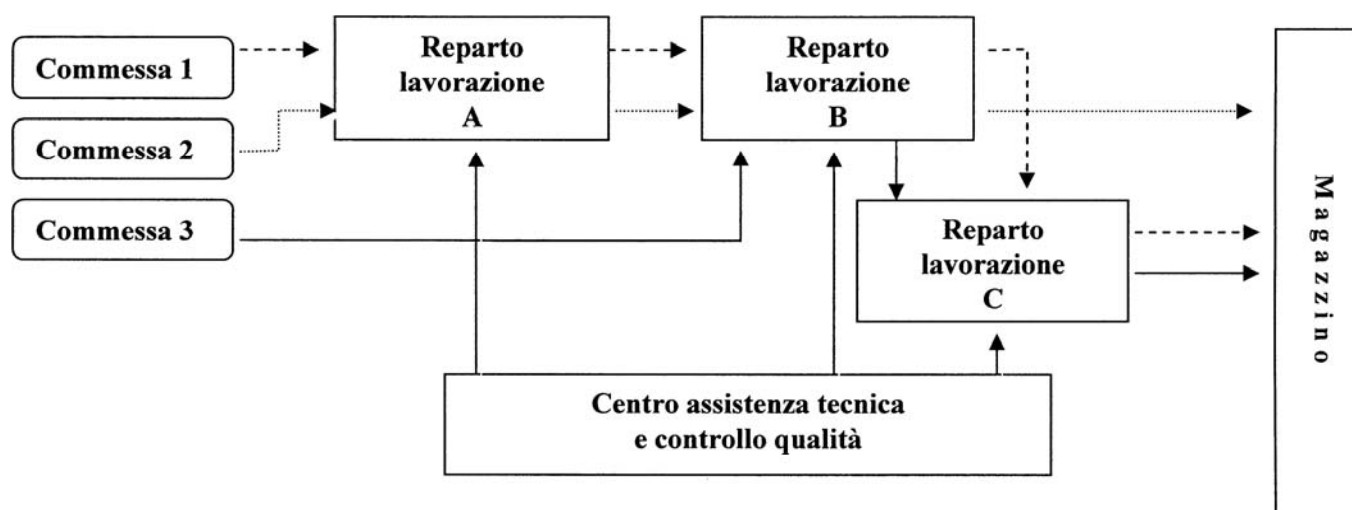 Commessa 1
Commessa 2
Commessa 3
Reparto
lavorazione
A
Reparto
lavorazione
B
Reparto
lavorazione
C
Centro assistenza tecnica
e controllo qualità
Magazzino